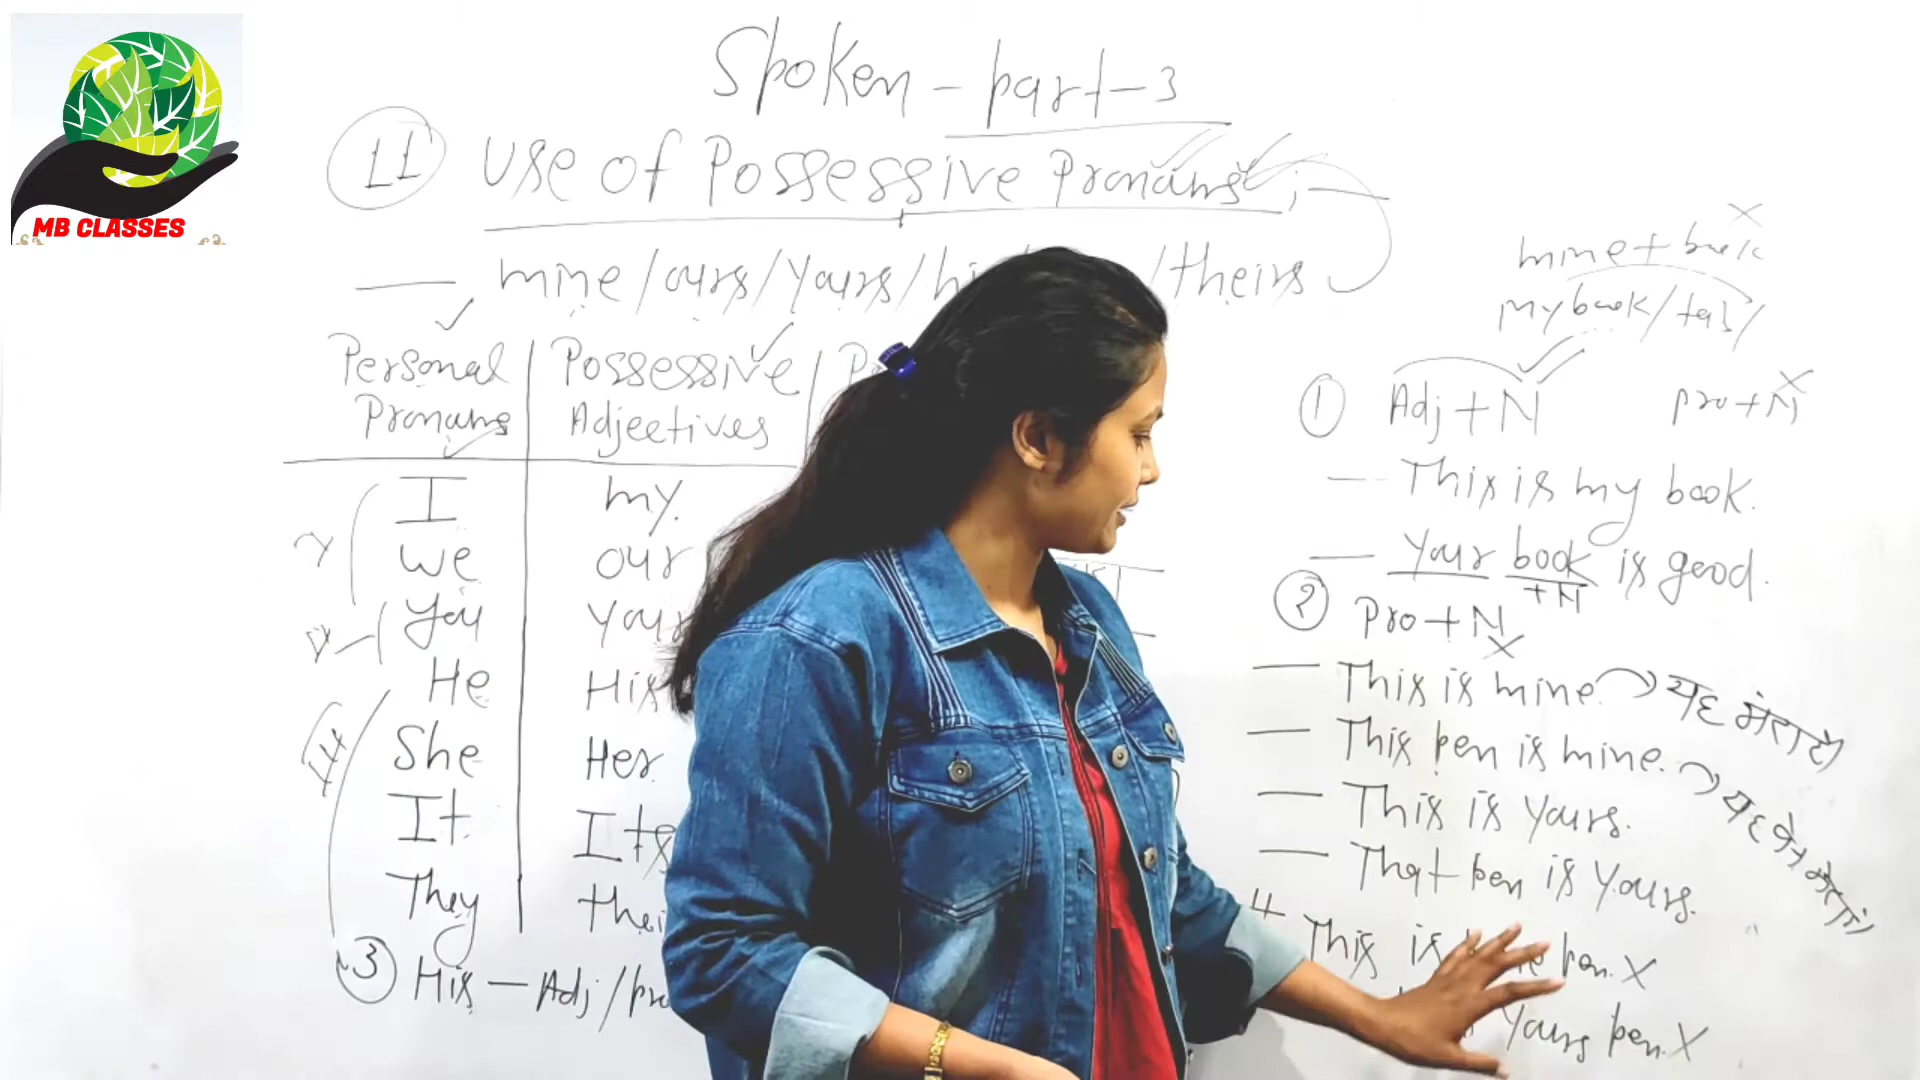 MB CLASSES
Spoken - part - 3
11 Use of Possessive Pronouns :-
— mine / ours / yours / theirs
Personal Pronouns
Possessive Adjectives
I my
We our
You your
He His
She Her
It Its
They
3 His — Adj /
mine + book X
my book /
1 Adj + N pro + N X
— This is my book.
— Your book is good.
+ N
2 Pro + N X
— This is mine. यह मेरा है
— This pen is mine. यह पेन मेरा है
— This is yours.
— That pen is yours.
This is pen. X
yours pen. X